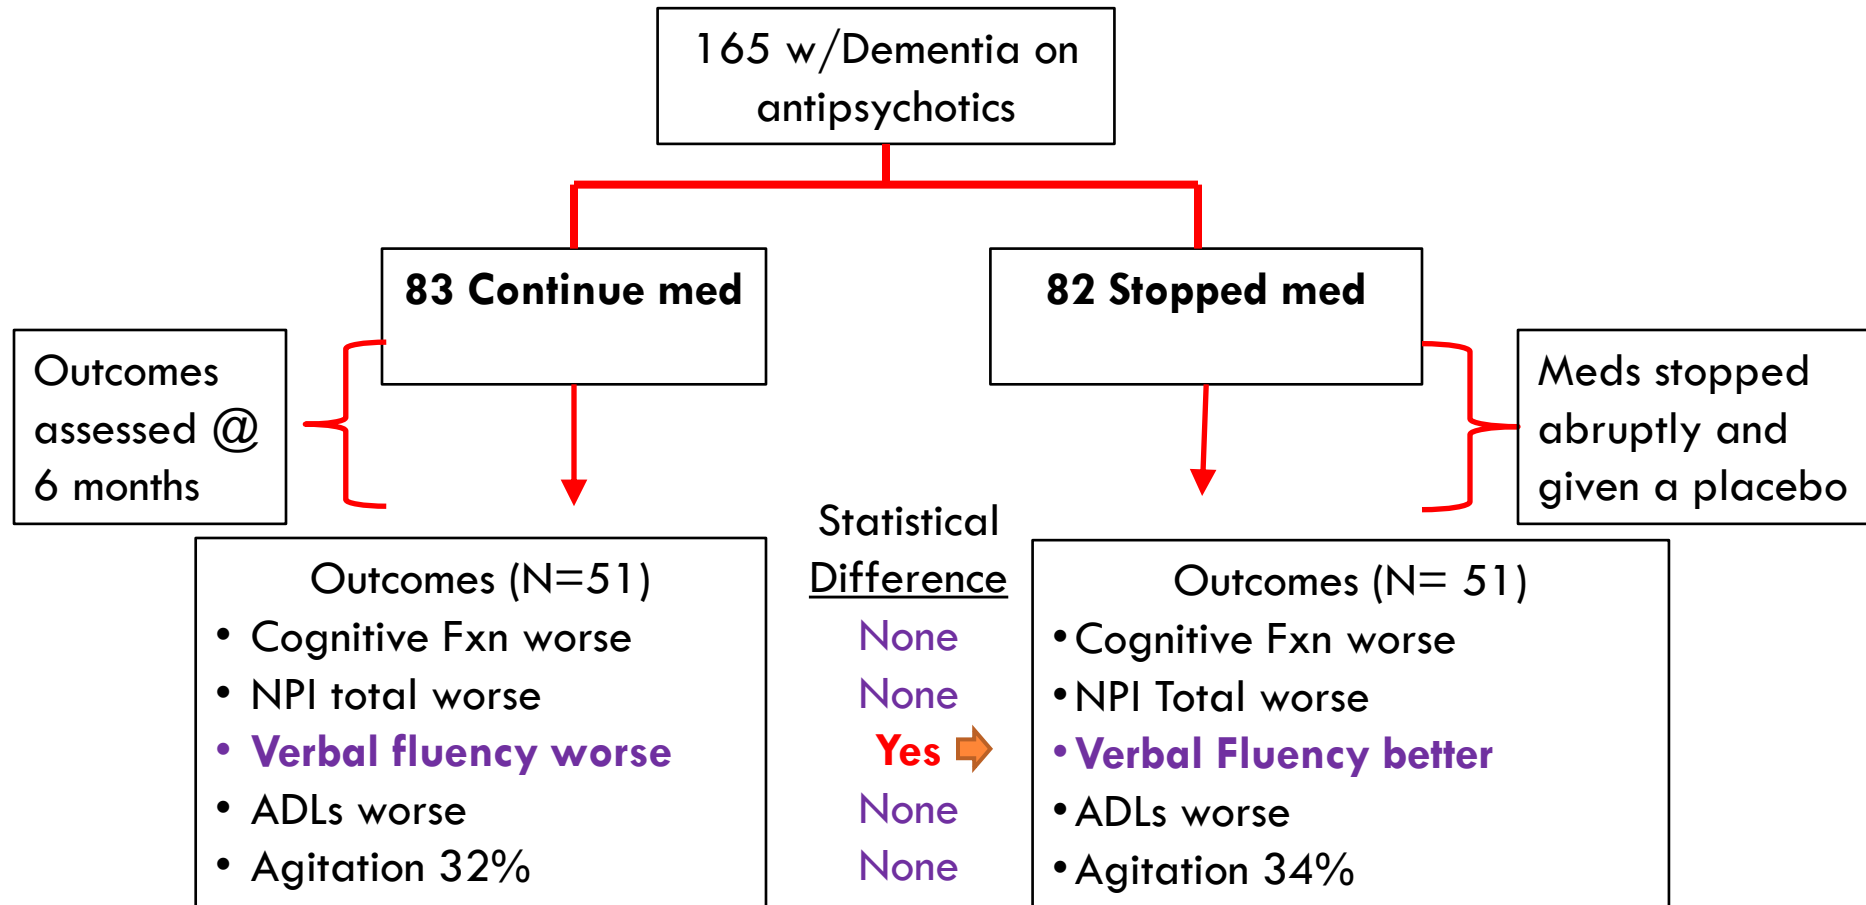 165 w/Dementia on
antipsychotics
83 Continue med
82 Stopped med
Outcomes
assessed @
6 months
Meds stopped
abruptly and
given a placebo
Statistical
Difference
None
None
Yes
None
None
Outcomes (N=51)
• Cognitive Fxn worse
• NPI total worse
• Verbal fluency worse
• ADLs worse
• Agitation 32%
Outcomes (N= 51)
•Cognitive Fxn worse
•NPI Total worse
•Verbal Fluency better
•ADLs worse
•Agitation 34%